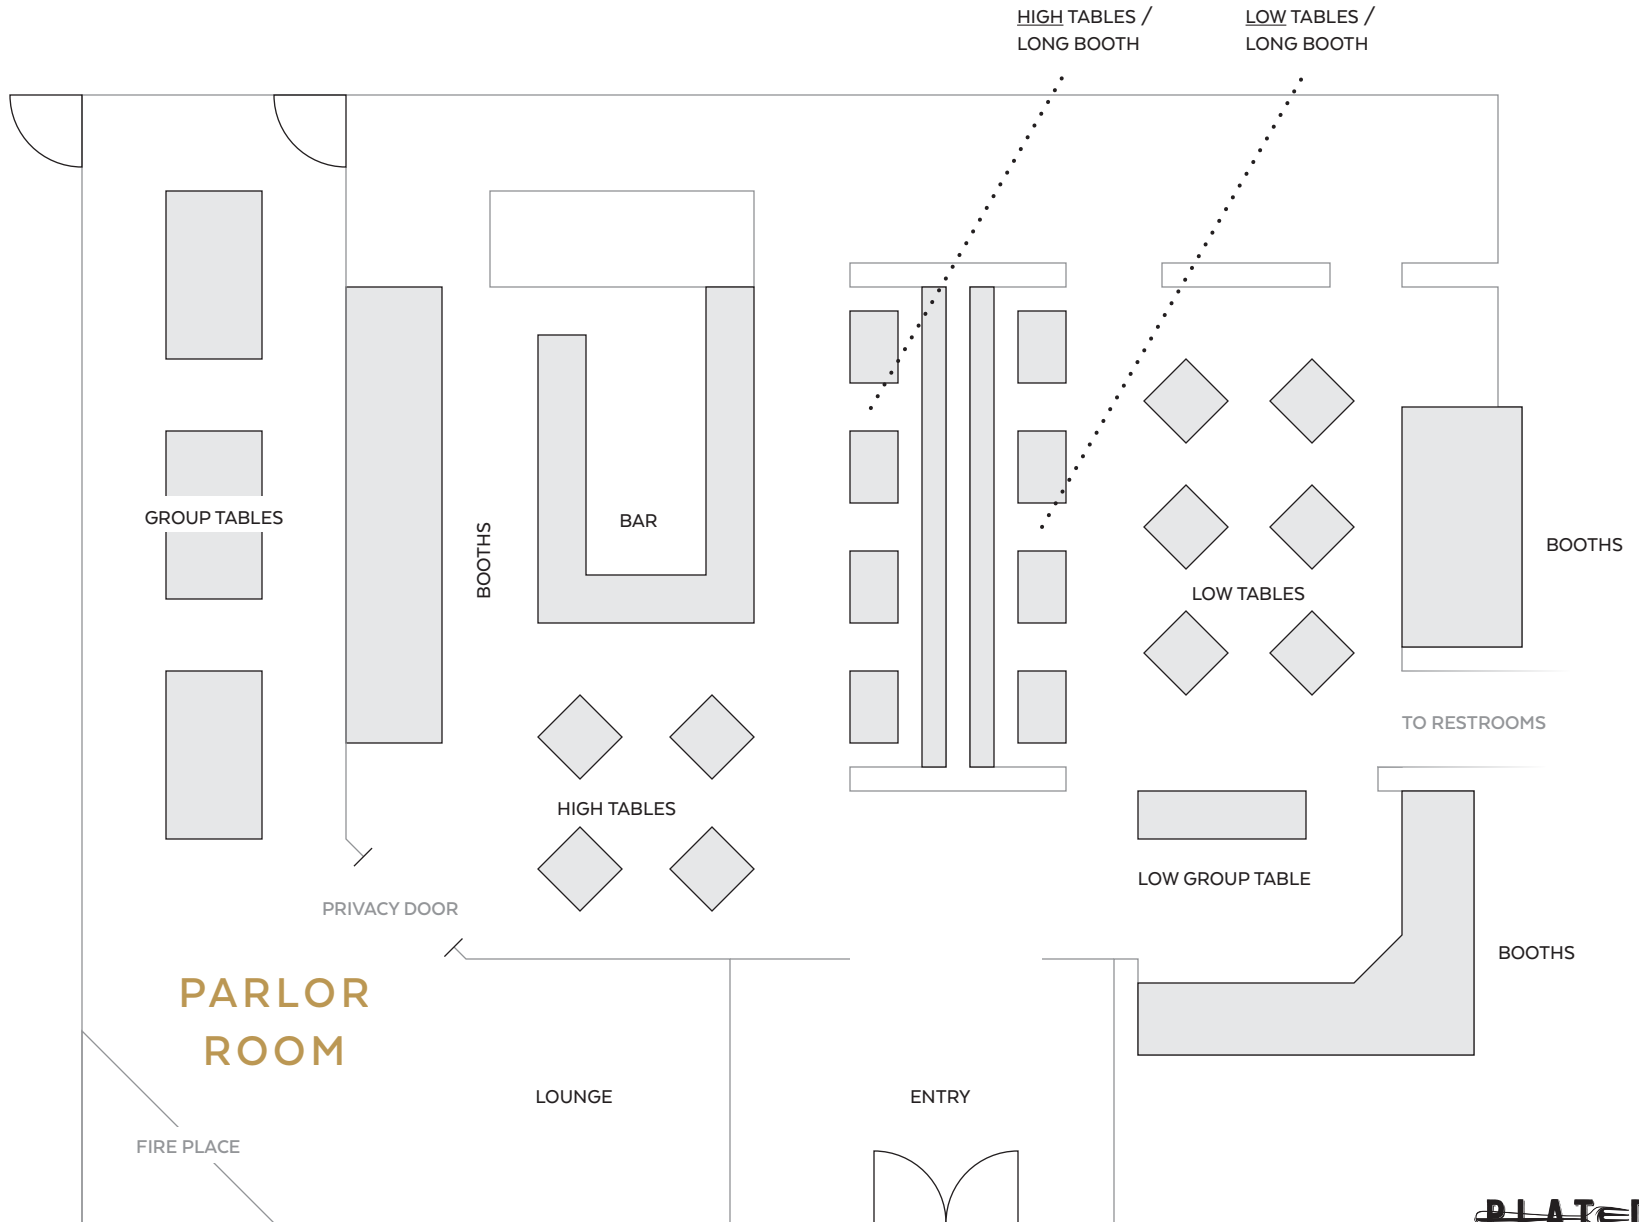 HIGH TABLES /
LONG BOOTH
LOW TABLES /
LONG BOOTH
GROUP TABLES
BOOTHS
BAR
BOOTHS
LOW TABLES
TO RESTROOMS
HIGH TABLES
LOW GROUP TABLE
PRIVACY DOOR
BOOTHS
PARLOR
ROOM
LOUNGE
ENTRY
FIRE PLACE